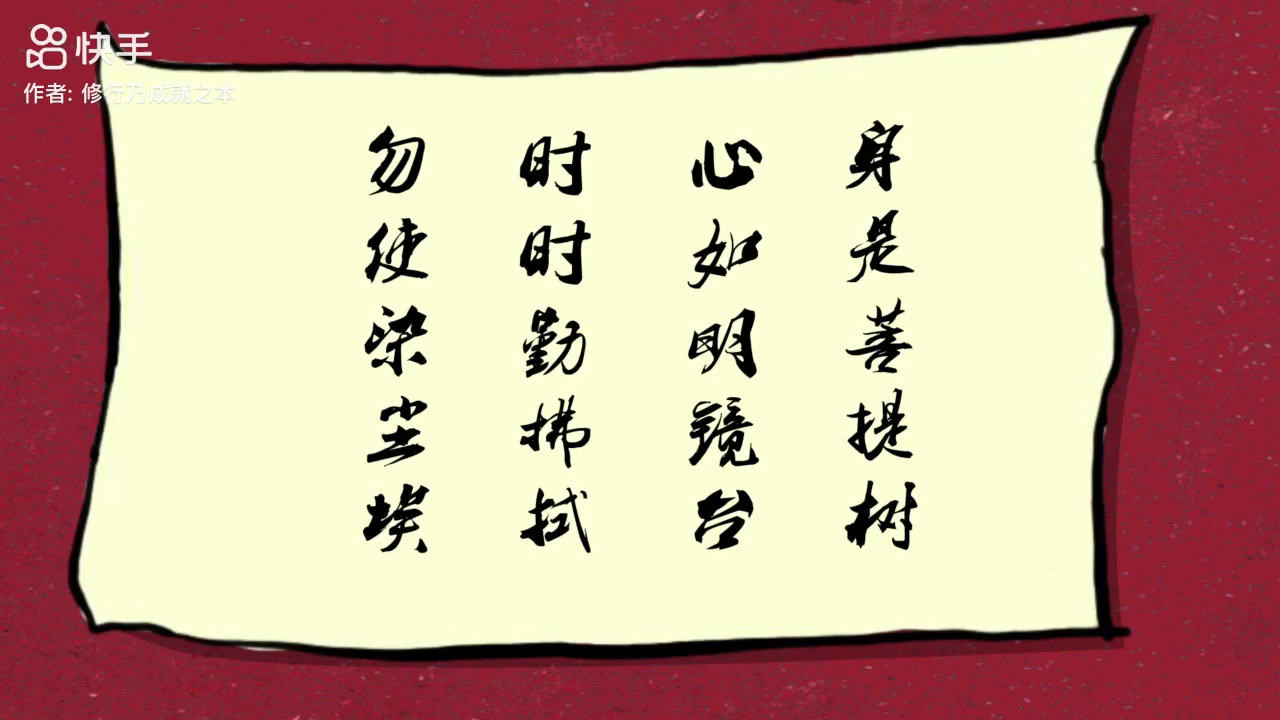 快手
作者: 修行乃成就之本
身是菩提树
心如明镜台
时时勤拂拭
勿使染尘埃